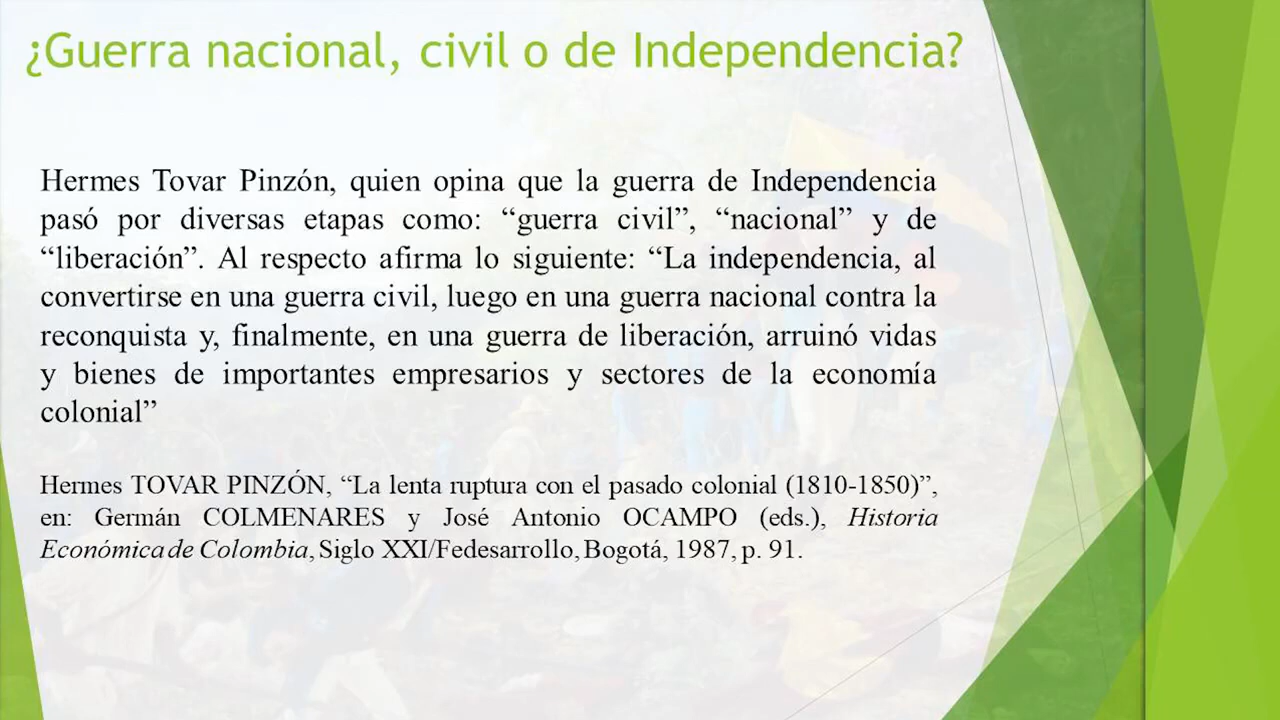 ¿Guerra nacional, civil o de Independencia?
Hermes Tovar Pinzón, quien opina que la guerra de Independencia
pasó por diversas etapas como: “guerra civil”, “nacional” y de
“liberación”. Al respecto afirma lo siguiente: “La independencia, al
convertirse en una guerra civil, luego en una guerra nacional contra la
reconquista y, finalmente, en una guerra de liberación, arruinó vidas
y bienes de importantes empresarios y sectores de la economía
colonial”
Hermes TOVAR PINZÓN, “La lenta ruptura con el pasado colonial (1810-1850)”,
en: Germán COLMENARES y José Antonio OCAMPO (eds.), Historia
Económica de Colombia, Siglo XXI/Fedesarrollo, Bogotá, 1987, p. 91.